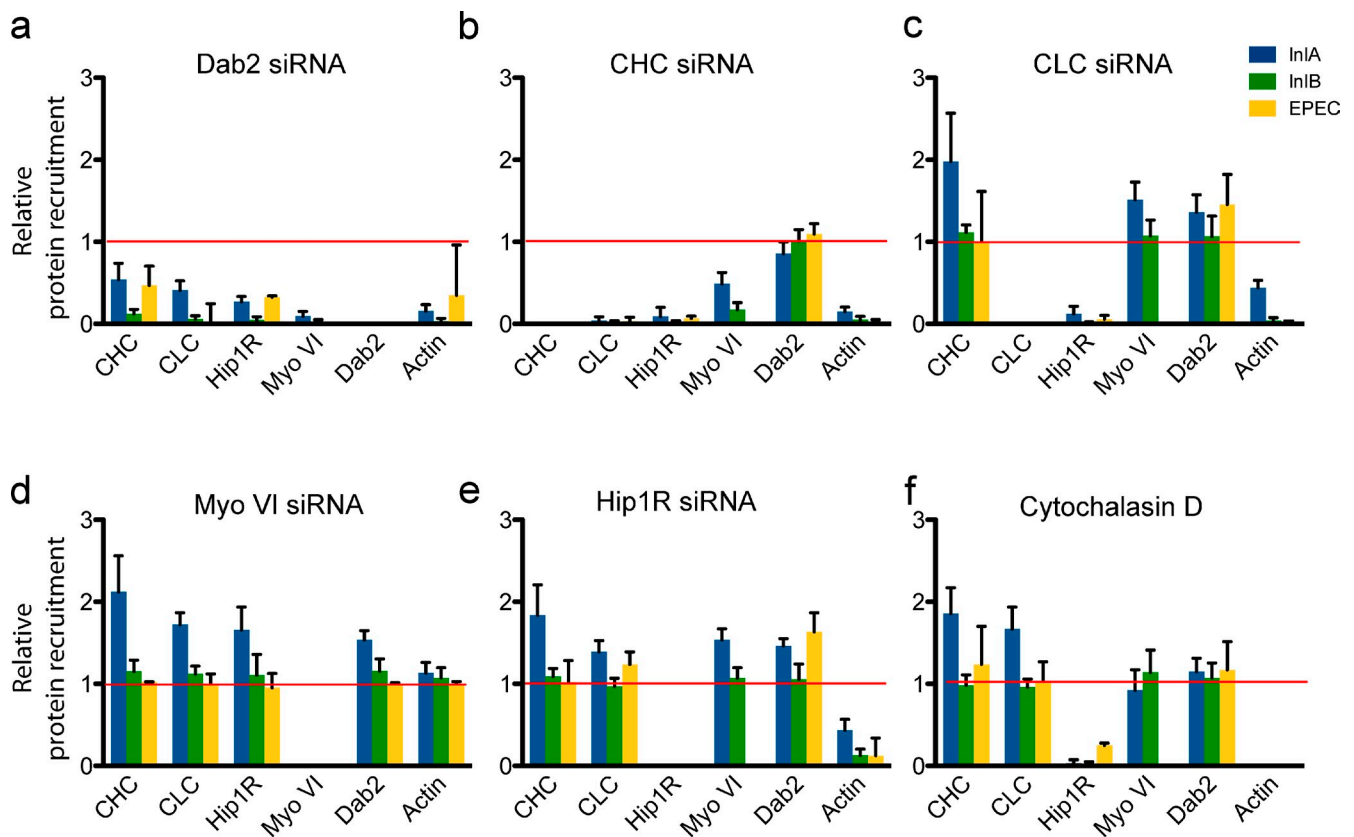 a
Dab2 siRNA
Relative
protein recruitment
3
2
1
0
CHC
CLC
Hip1R
Myo VI
Dab2
Actin
b
CHC siRNA
3
2
1
0
CHC
CLC
Hip1R
Myo VI
Dab2
Actin
c
CLC siRNA
3
2
1
0
CHC
CLC
Hip1R
Myo VI
Dab2
Actin
InlA
InlB
EPEC
d
Myo VI siRNA
Relative
protein recruitment
3
2
1
0
CHC
CLC
Hip1R
Myo VI
Dab2
Actin
e
Hip1R siRNA
3
2
1
0
CHC
CLC
Hip1R
Myo VI
Dab2
Actin
f
Cytochalasin D
3
2
1
0
CHC
CLC
Hip1R
Myo VI
Dab2
Actin